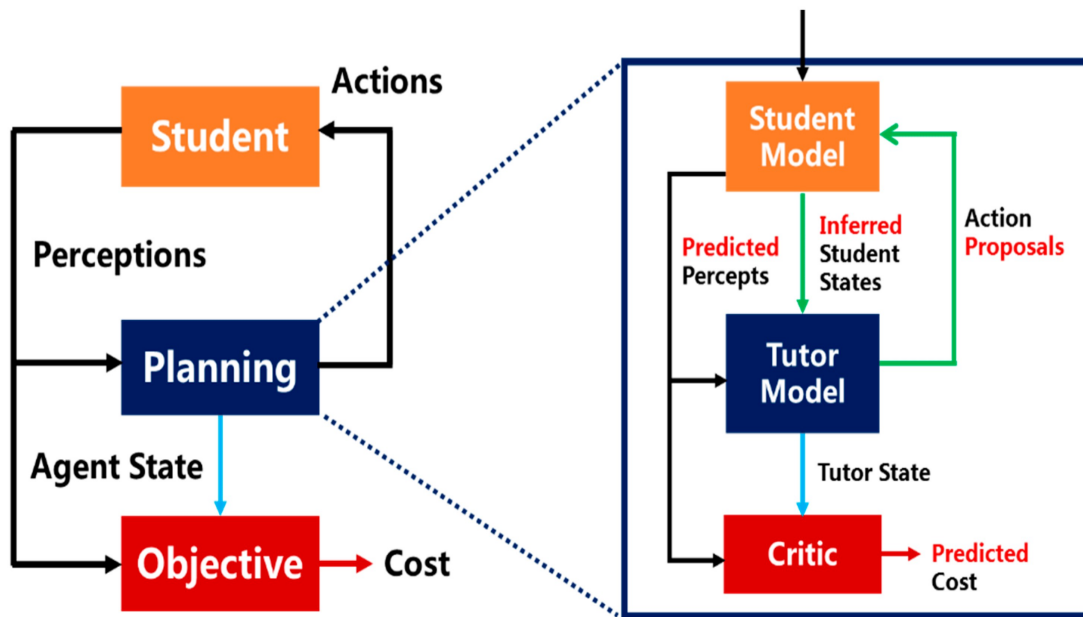 Actions
Student
Perceptions
Planning
Agent State
Objective
Cost
Student
Model
Predicted
Percepts
Inferred
Student
States
Action
Proposals
Tutor
Model
Tutor State
Critic
Predicted
Cost